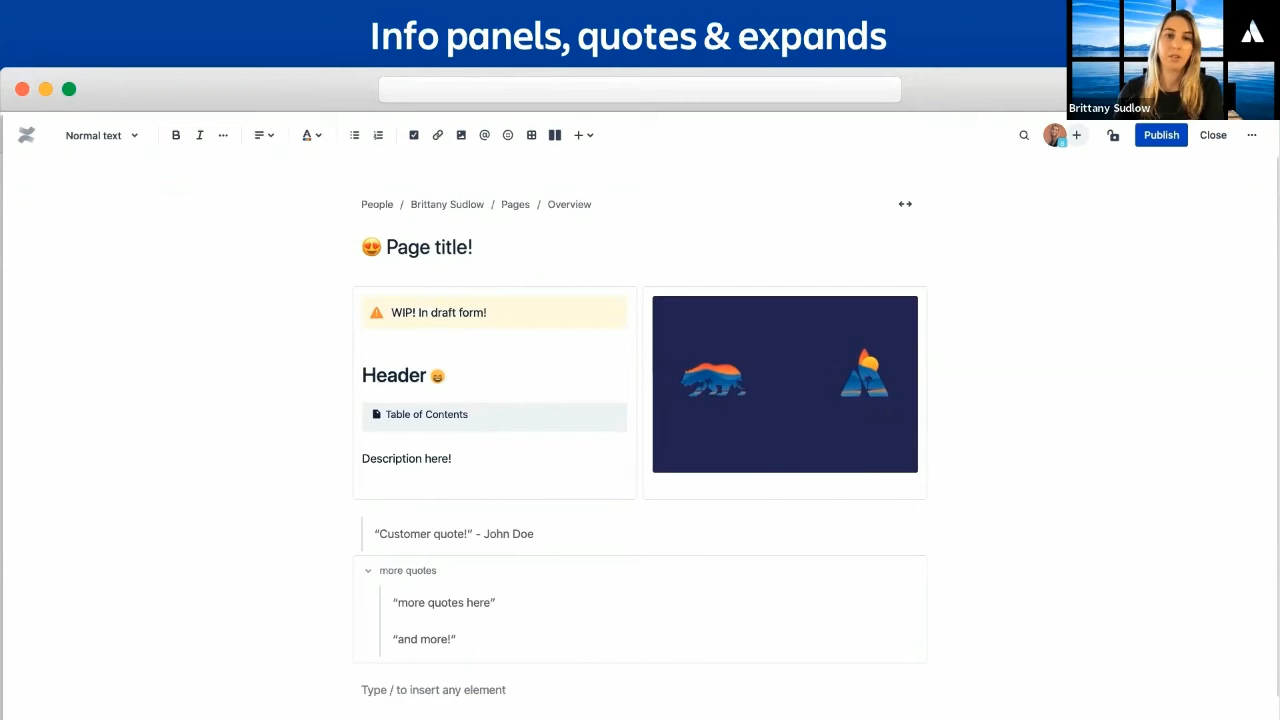 Info panels, quotes & expands
Brittany Sudlow
Normal text
B I
A
Publish Close
People / Brittany Sudlow / Pages / Overview
Page title!
WIP! In draft form!
Header
Table of Contents
Description here!
“Customer quote!” - John Doe
more quotes
“more quotes here”
“and more!”
Type / to insert any element